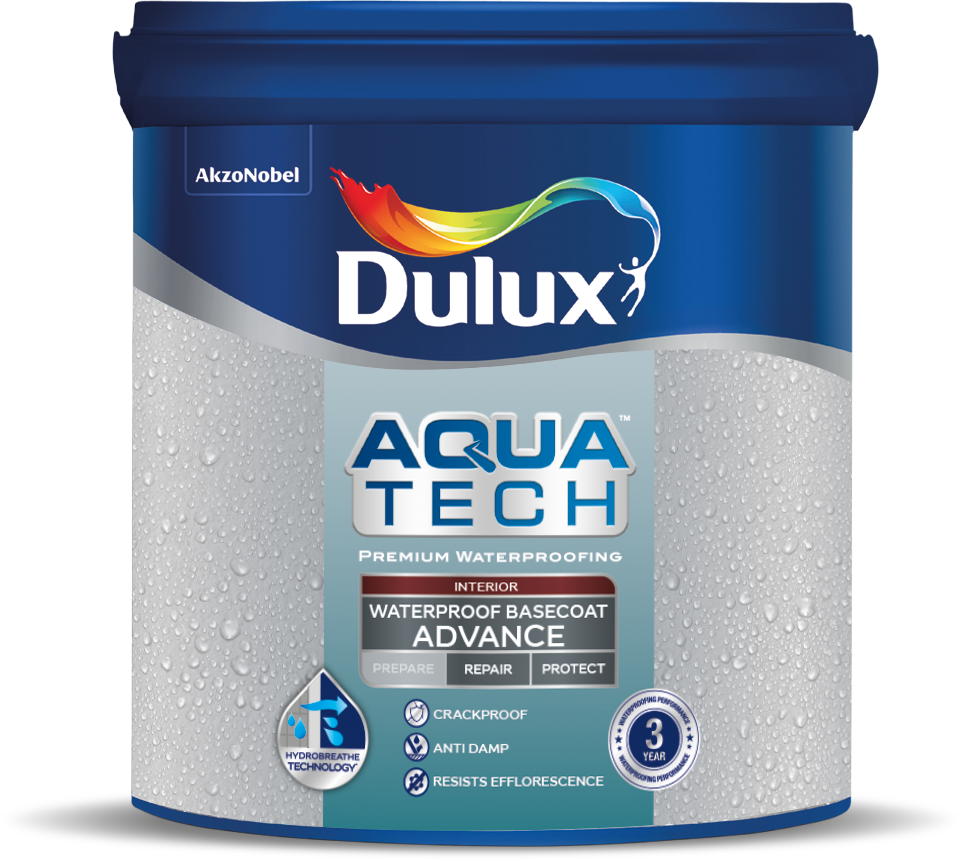 AkzoNobel
Dulux
AQUA™
TECH
PREMIUM WATERPROOFING
INTERIOR
WATERPROOF BASECOAT
ADVANCE
PREPARE REPAIR PROTECT
CRACKPROOF
ANTI DAMP
RESISTS EFFLORESCENCE
HYDROBREATHE
TECHNOLOGY
WATERPROOFING PERFORMANCE
3
YEAR
WATERPROOFING PERFORMANCE